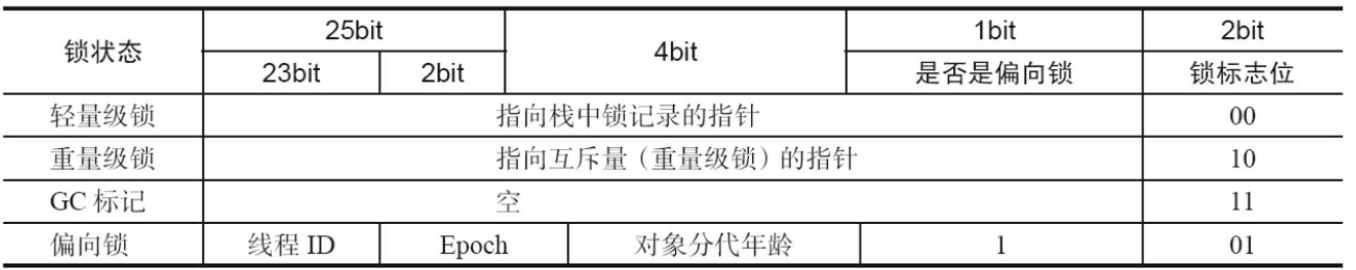 锁状态 25bit 4bit 1bit 2bit
23bit 2bit 是否是偏向锁 锁标志位
轻量级锁 指向栈中锁记录的指针 00
重量级锁 指向互斥量（重量级锁）的指针 10
GC 标记 空 11
偏向锁 线程 ID Epoch 对象分代年龄 1 01